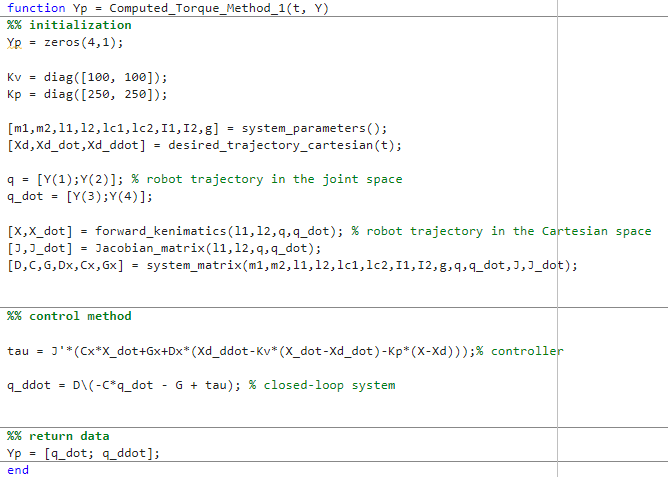 function Yp = Computed_Torque_Method_1(t, Y)
%% initialization
Yp = zeros(4,1);
Kv = diag([100, 100]);
Kp = diag([250, 250]);
[m1,m2,l1,l2,lc1,lc2,I1,I2,g] = system_parameters();
[Xd,Xd_dot,Xd_ddot] = desired_trajectory_cartesian(t);
q = [Y(1);Y(2)]; % robot trajectory in the joint space
q_dot = [Y(3);Y(4)];
[X,X_dot] = forward_kenimatics(l1,l2,q,q_dot); % robot trajectory in the Cartesian space
[J,J_dot] = Jacobian_matrix(l1,l2,q,q_dot);
[D,C,G,Dx,Cx,Gx] = system_matrix(m1,m2,l1,l2,lc1,lc2,I1,I2,g,q,q_dot,J,J_dot);
%% control method
tau = J'*(Cx*X_dot+Gx+Dx*(Xd_ddot-Kv*(X_dot-Xd_dot)-Kp*(X-Xd)));% controller
q_ddot = D\(-C*q_dot - G + tau); % closed-loop system
%% return data
Yp = [q_dot; q_ddot];
end